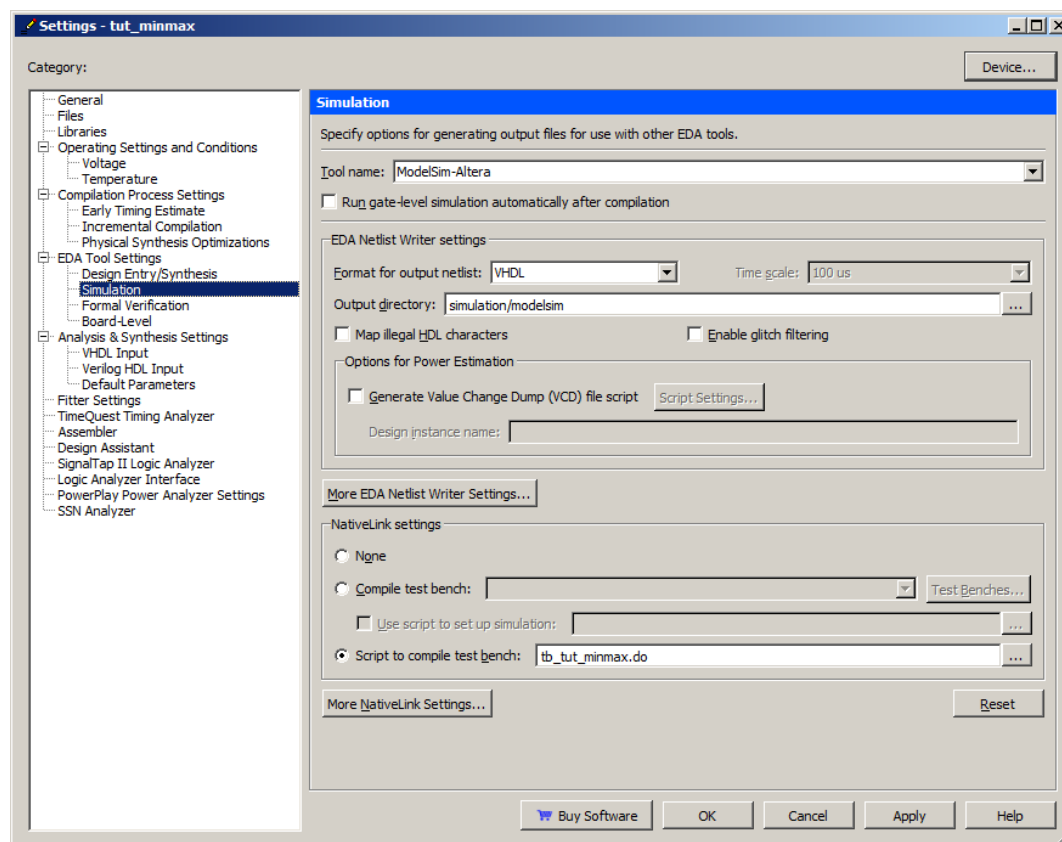 Settings - tut_minmax
Category:
Device...
General
Files
Libraries
Operating Settings and Conditions
Voltage
Temperature
Compilation Process Settings
Early Timing Estimate
Incremental Compilation
Physical Synthesis Optimizations
EDA Tool Settings
Design Entry/Synthesis
Simulation
Formal Verification
Board-Level
Analysis & Synthesis Settings
VHDL Input
Verilog HDL Input
Default Parameters
Fitter Settings
TimeQuest Timing Analyzer
Assembler
Design Assistant
SignalTap II Logic Analyzer
Logic Analyzer Interface
PowerPlay Power Analyzer Settings
SSN Analyzer
Simulation
Specify options for generating output files for use with other EDA tools.
Tool name: ModelSim-Altera
Run gate-level simulation automatically after compilation
EDA Netlist Writer settings
Format for output netlist: VHDL Time scale: 100 us
Output directory: simulation/modelsim ...
Map illegal HDL characters Enable glitch filtering
Options for Power Estimation
Generate Value Change Dump (VCD) file script Script Settings...
Design instance name:
More EDA Netlist Writer Settings...
NativeLink settings
None
Compile test bench: Test Benches...
Use script to set up simulation: ...
Script to compile test bench: tb_tut_minmax.do ...
More NativeLink Settings... Reset
Buy Software OK Cancel Apply Help